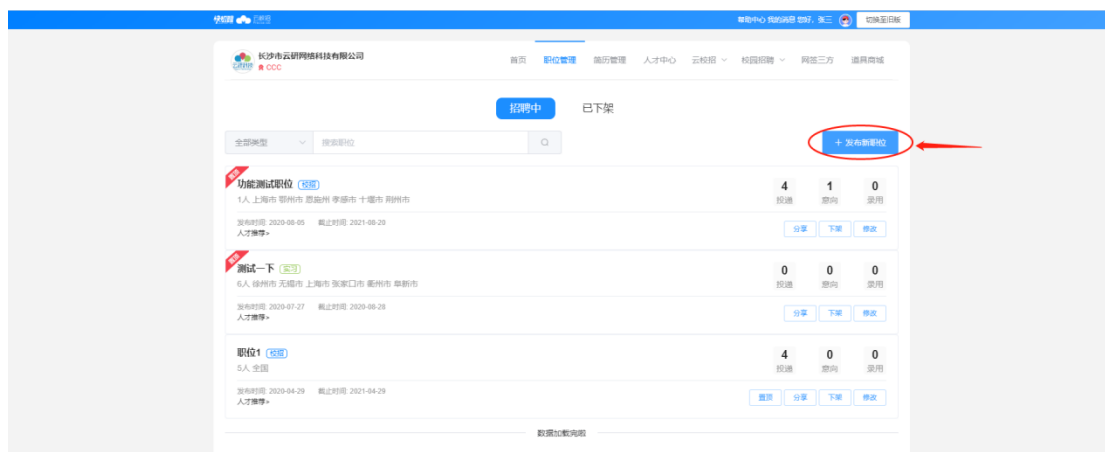 快招聘 云校招 帮助中心 我的消息 您好，张三 切换至旧版
长沙市云研网络科技有限公司
CCC
首页 职位管理 简历管理 人才中心 云校招 校园招聘 网签三方 道具商城
招聘中 已下架
全部类型 搜索职位 + 发布新职位
功能测试职位 校招 4 1 0
1人 上海市 鄂州市 恩施州 孝感市 十堰市 荆州市 投递 意向 录用
发布时间: 2020-08-05 截止时间: 2021-08-20 分享 下架 修改
人才推荐>
测试一下 实习 0 0 0
6人 徐州市 无锡市 上海市 张家口市 衢州市 阜新市 投递 意向 录用
发布时间: 2020-07-27 截止时间: 2020-08-28 分享 下架 修改
人才推荐>
职位1 校招 4 0 0
5人 全国 投递 意向 录用
发布时间: 2020-04-29 截止时间: 2021-04-29 置顶 分享 下架 修改
人才推荐>
数据加载完啦